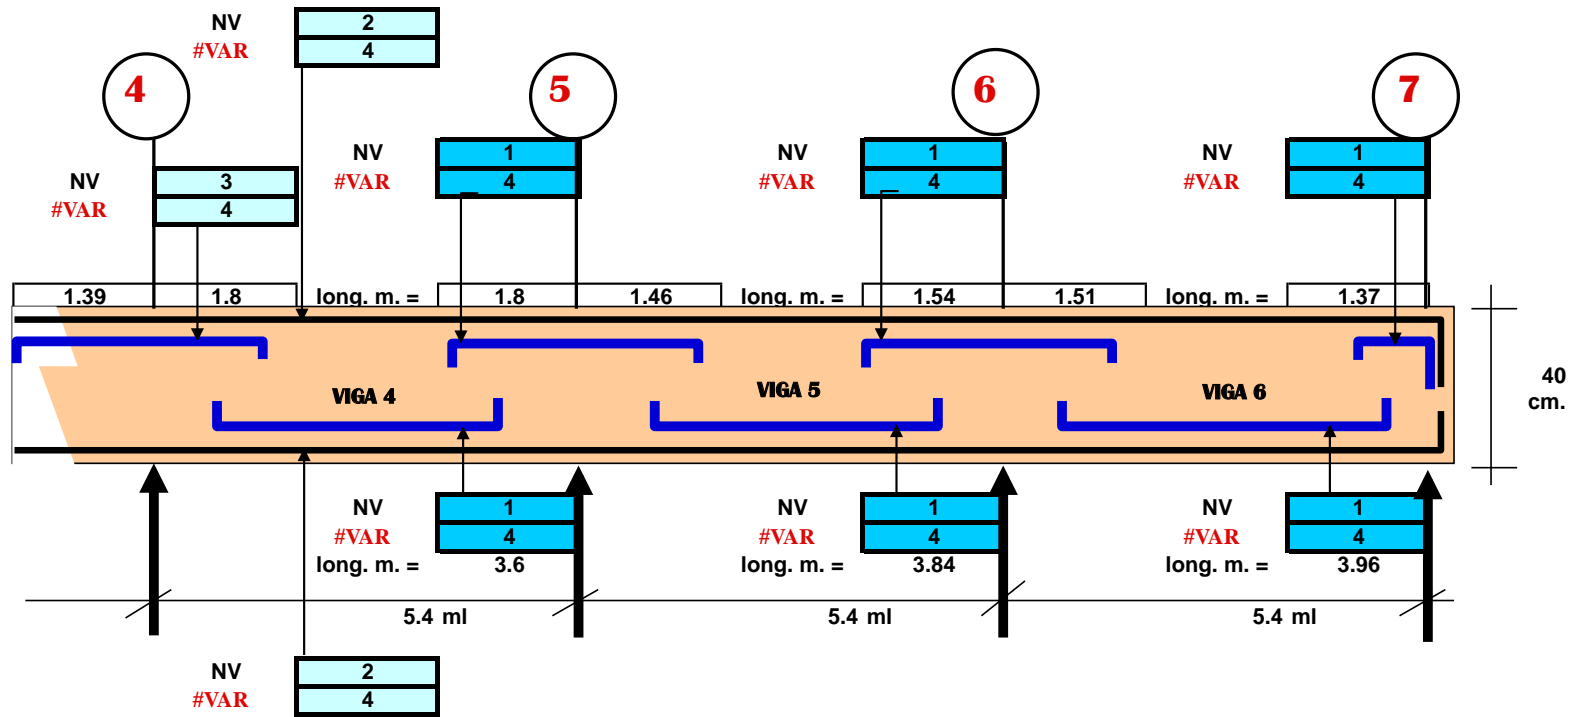 NV 2
#VAR 4
4 5 6 7
NV 1 NV 1 NV 1
#VAR 4 #VAR 4 #VAR 4
NV 3
#VAR 4
1.39 1.8 long. m. = 1.8 1.46 long. m. = 1.54 1.51 long. m. = 1.37
VIGA 4 VIGA 5 VIGA 6
40
cm.
NV 1 NV 1 NV 1
#VAR 4 #VAR 4 #VAR 4
long. m. = 3.6 long. m. = 3.84 long. m. = 3.96
5.4 ml 5.4 ml 5.4 ml
NV 2
#VAR 4